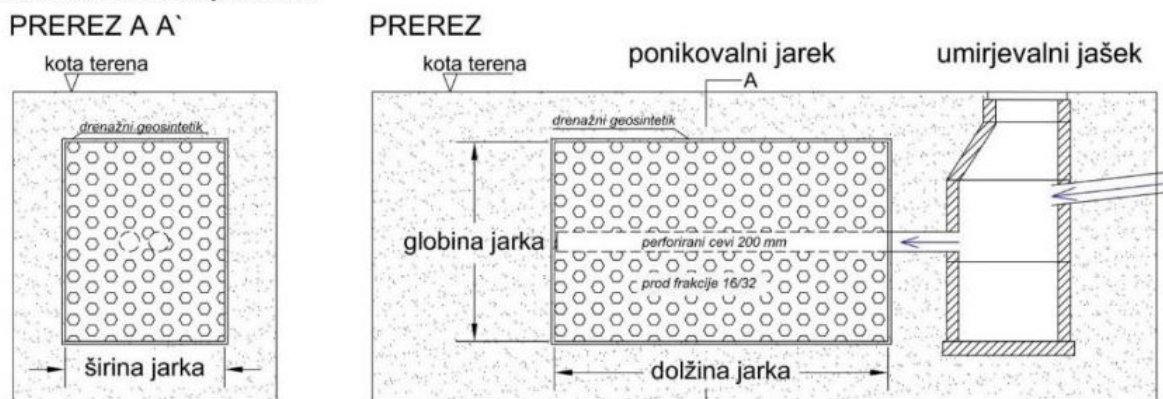 PREREZ A A`
kota terena
drenažni geosintetik
širina jarka
PREREZ
kota terena
ponikovalni jarek
A
umirjevalni jašek
drenažni geosintetik
globina jarka
perforirani cevi 200 mm
prod frakcije 16/32
dolžina jarka